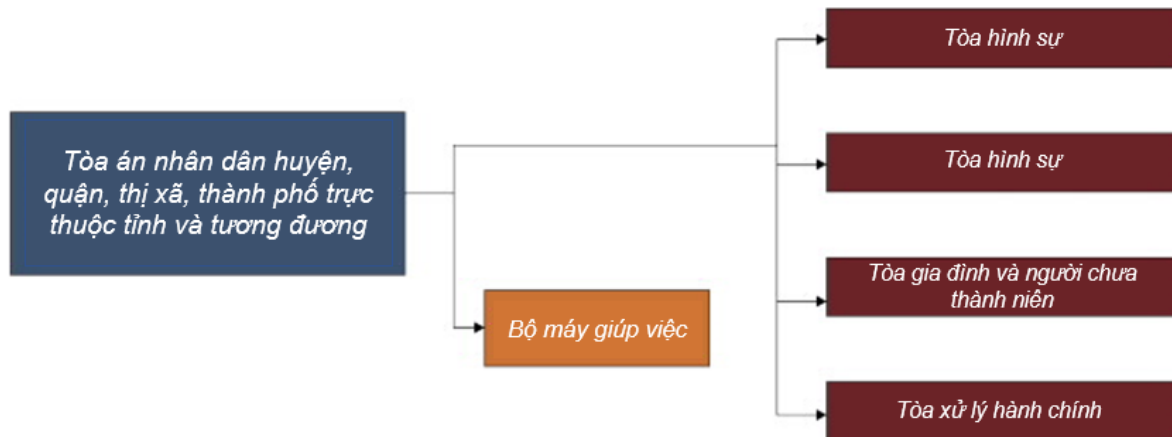 Tòa hình sự
Tòa án nhân dân huyện,
quận, thị xã, thành phố trực
thuộc tỉnh và tương đương
Tòa hình sự
Tòa gia đình và người chưa
thành niên
Bộ máy giúp việc
Tòa xử lý hành chính